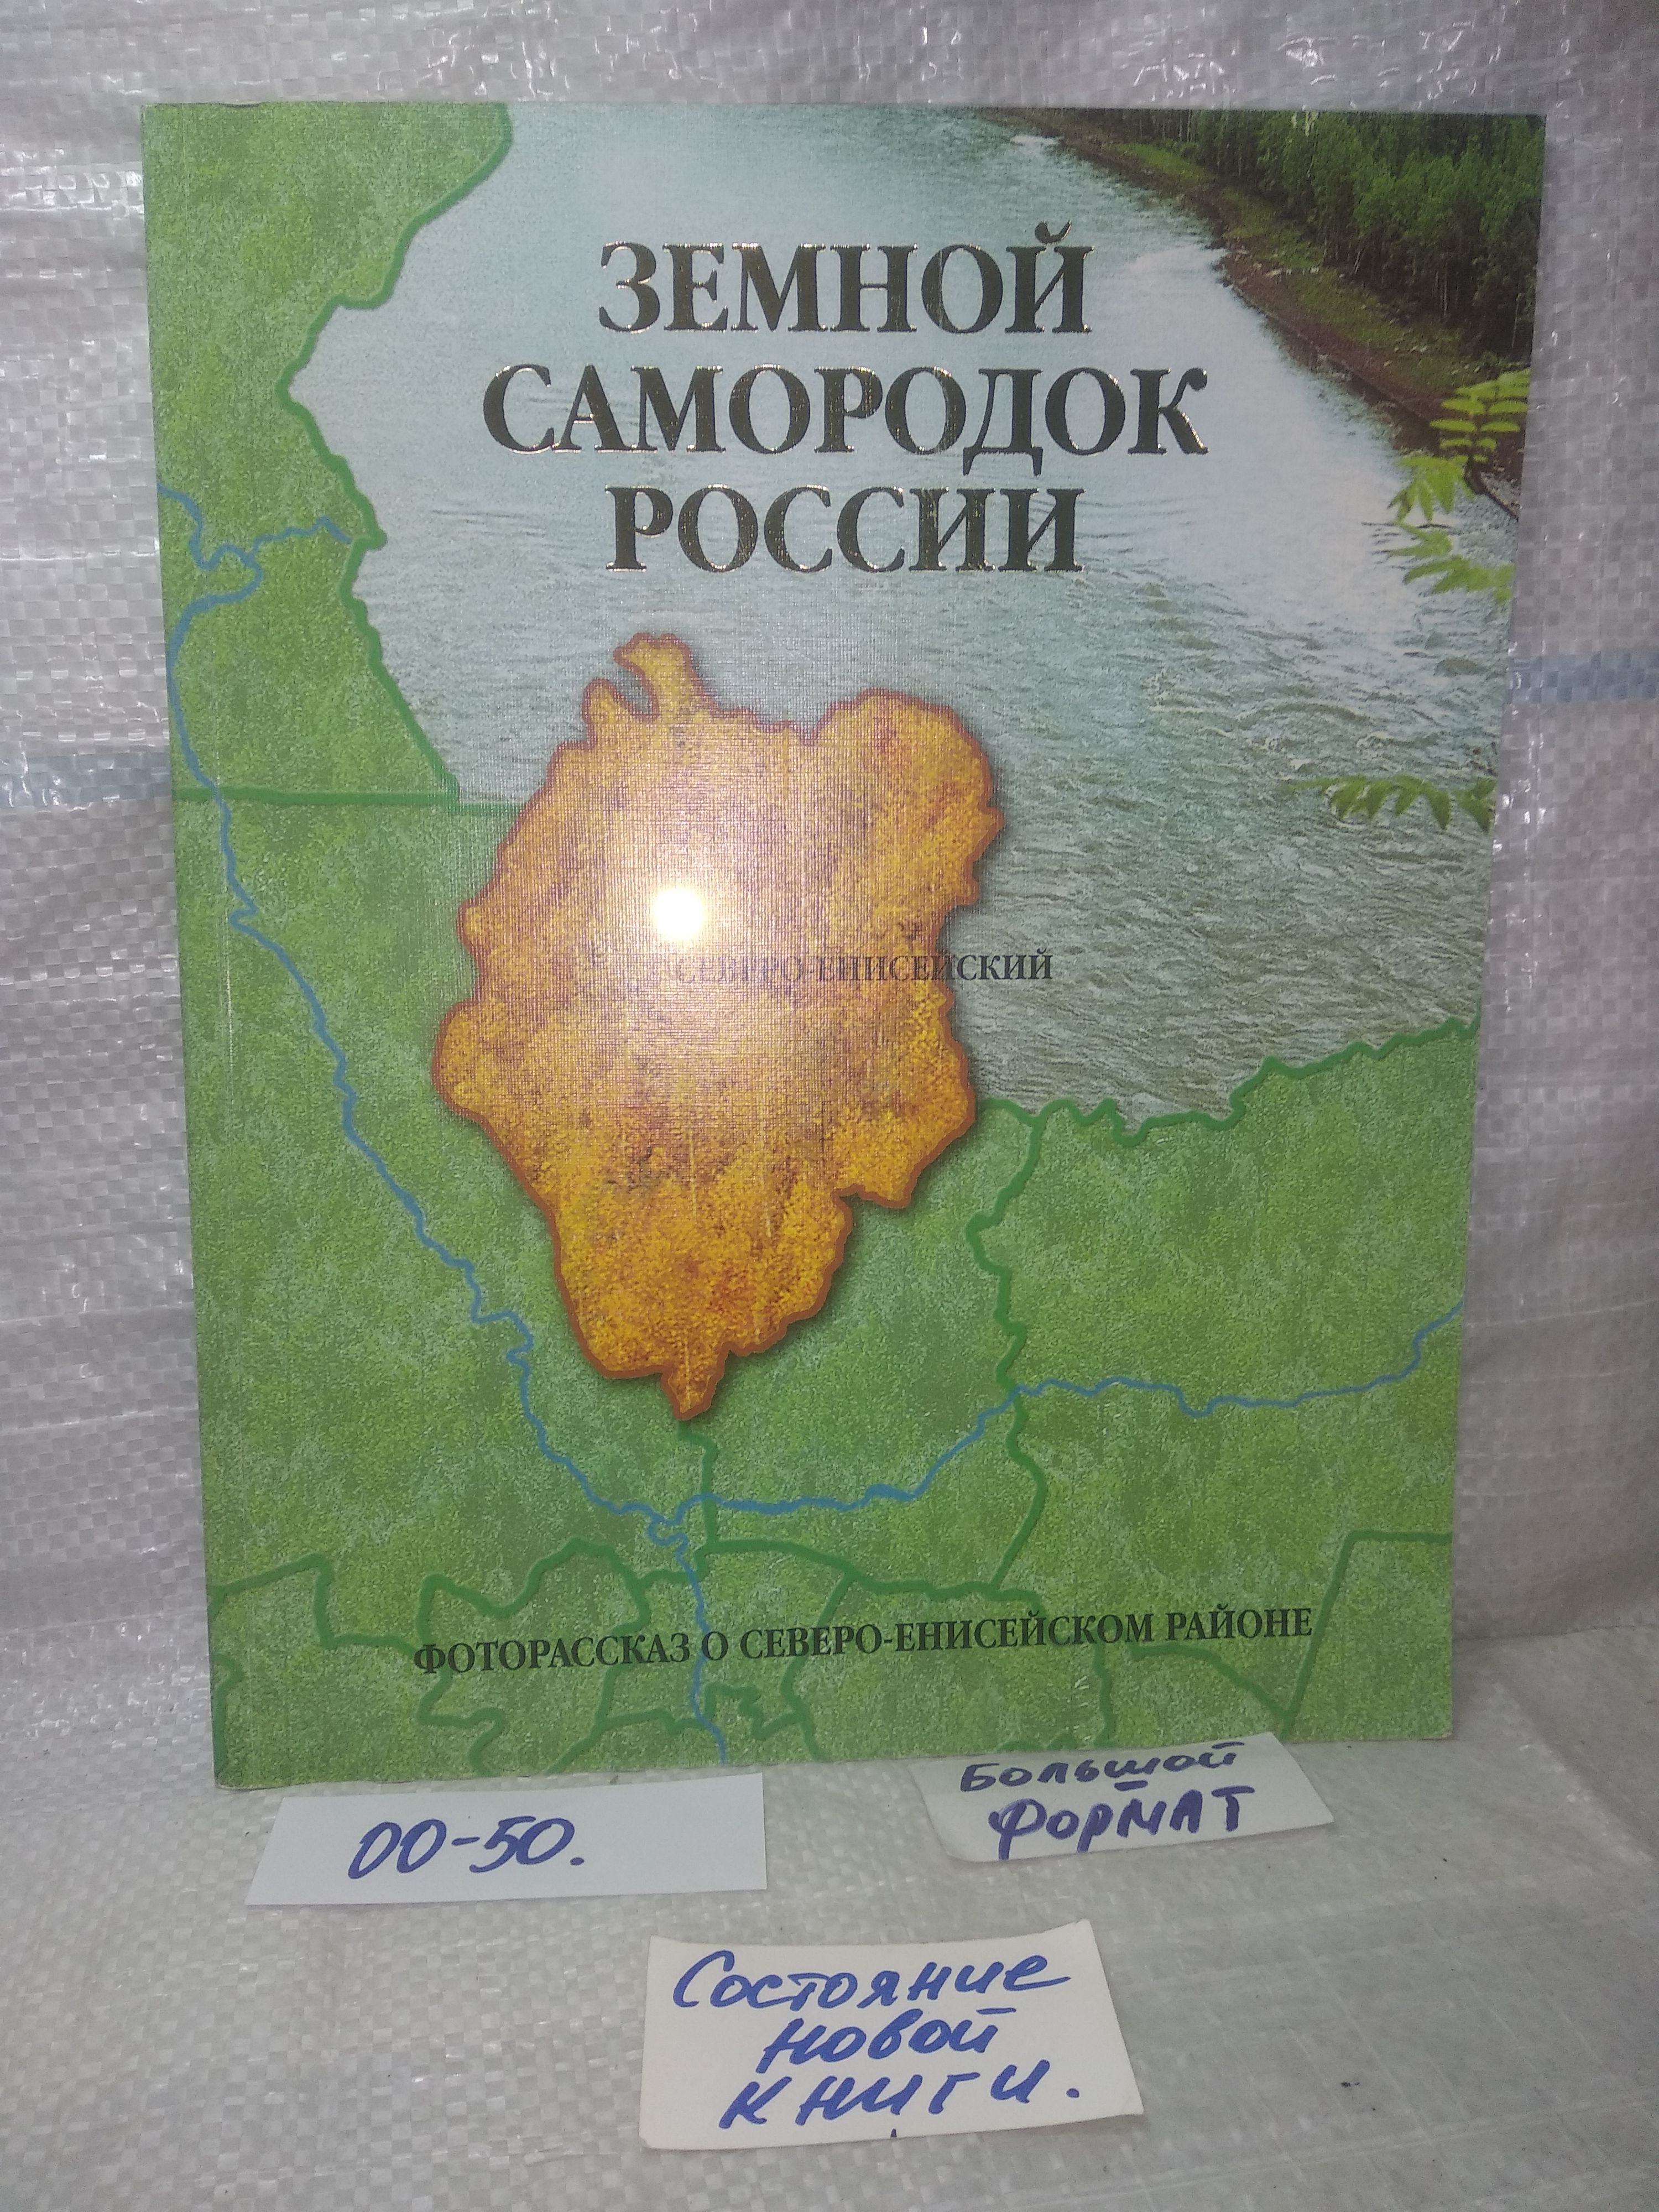 ЗЕМНОЙ
САМОРОДОК
РОССИИ
СЕВЕРО-ЕНИСЕЙСКИЙ
ФОТОРАССКАЗ О СЕВЕРО-ЕНИСЕЙСКОМ РАЙОНЕ
Большой
ФОРМАТ
00-50.
Состояние
новой
книги.